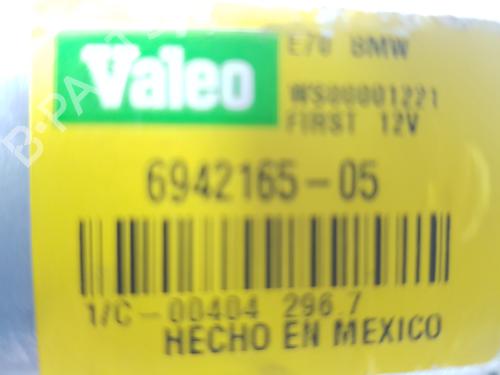 Valeo
E70 BMW
WS00001221
FIRST 12V
6942165-05
1/C-00404 296.7
HECHO EN MEXICO